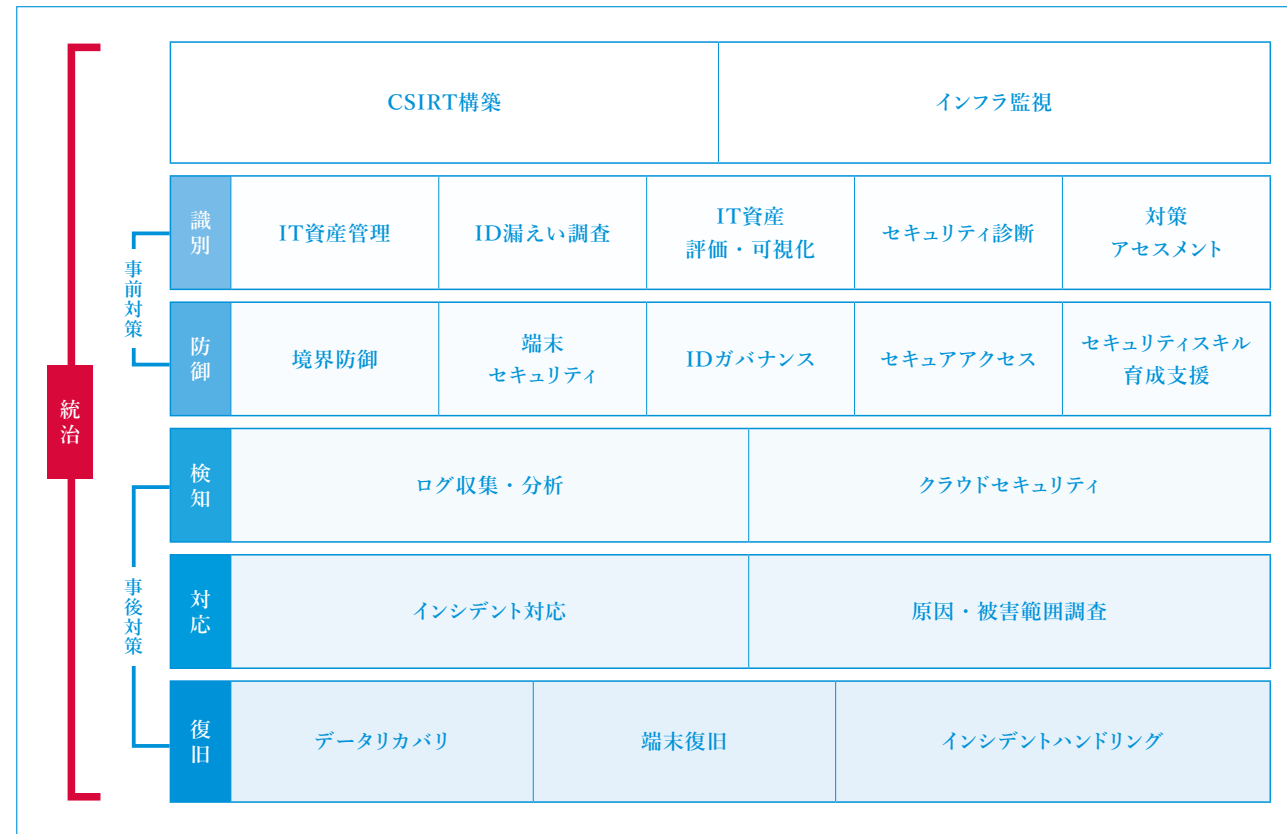 統治
CSIRT構築
インフラ監視
事前対策
識別
IT資産管理
ID漏えい調査
IT資産
評価・可視化
セキュリティ診断
対策
アセスメント
防御
境界防御
端末
セキュリティ
IDガバナンス
セキュアアクセス
セキュリティスキル
育成支援
事後対策
検知
ログ収集・分析
クラウドセキュリティ
対応
インシデント対応
原因・被害範囲調査
復旧
データリカバリ
端末復旧
インシデントハンドリング